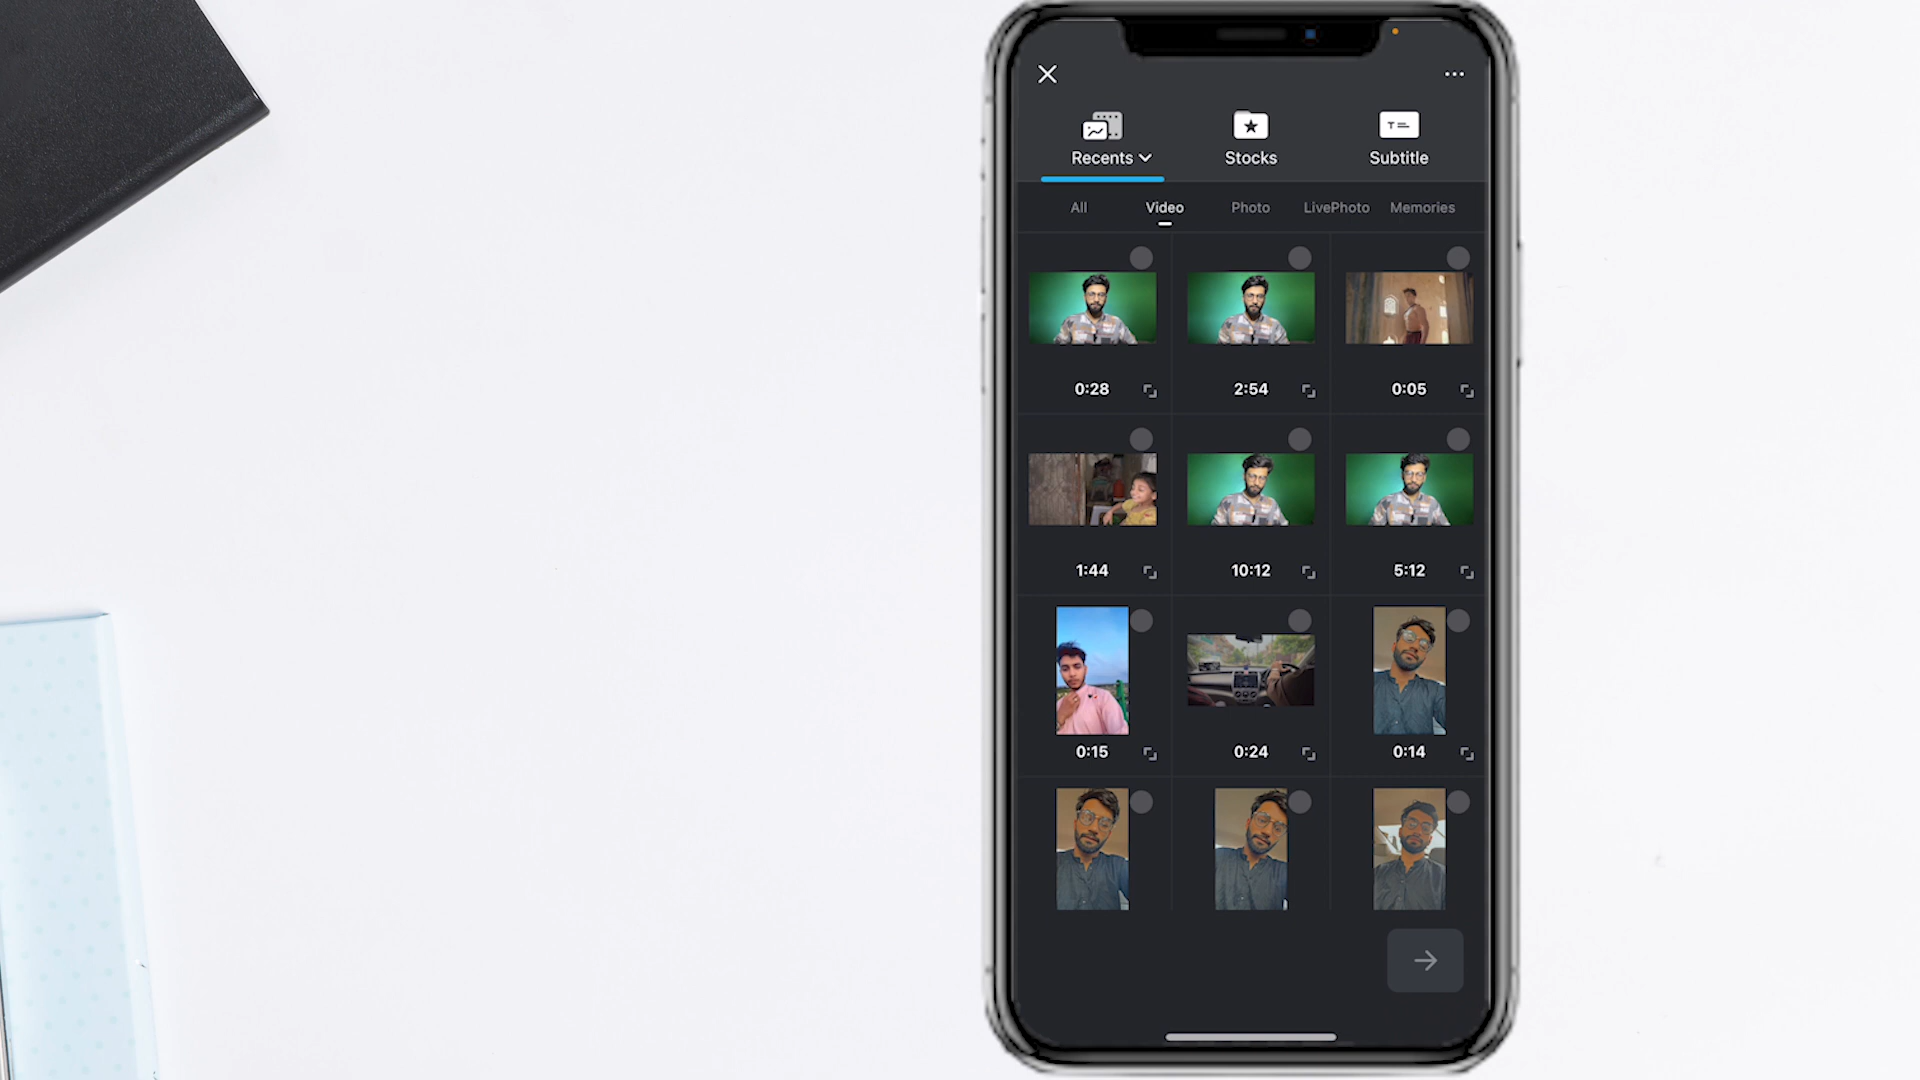 Recents
Stocks
Subtitle
All
Video
Photo
LivePhoto
Memories
0:28
2:54
0:05
1:44
10:12
5:12
0:15
0:24
0:14